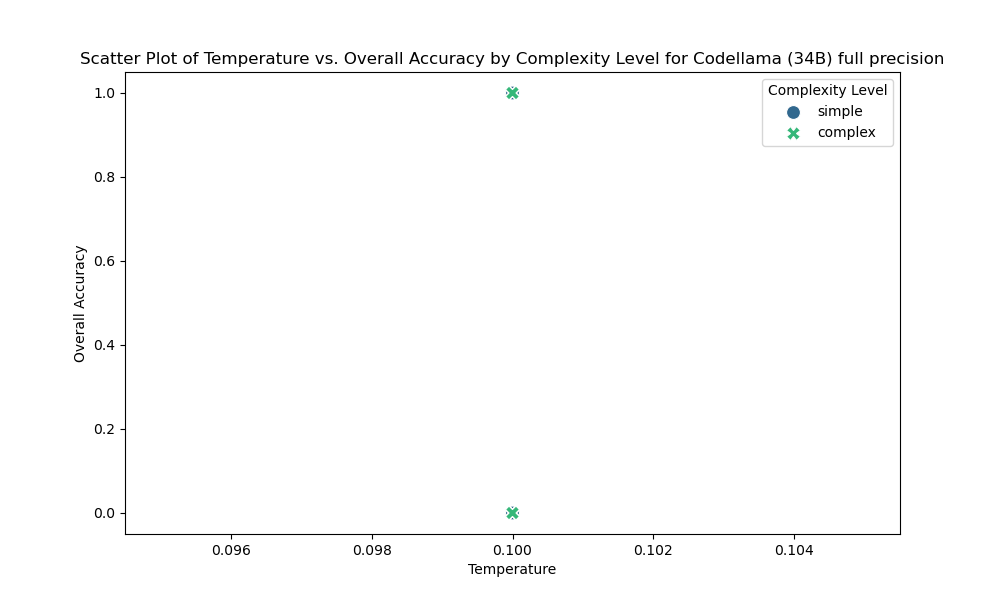 Scatter Plot of Temperature vs. Overall Accuracy by Complexity Level for Codellama (34B) full precision
Complexity Level
simple
complex
1.0
0.8
0.6
0.4
0.2
0.0
Overall Accuracy
0.096
0.098
0.100
0.102
0.104
Temperature